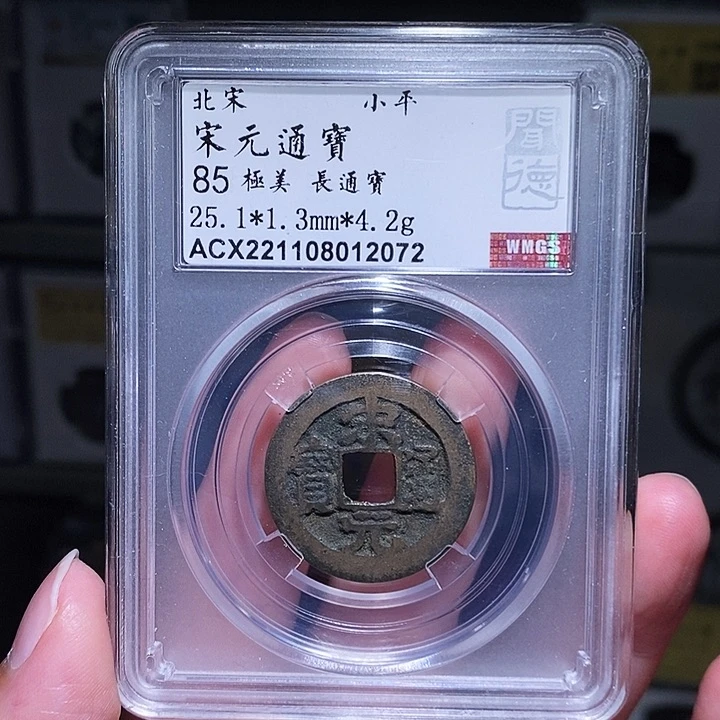 北宋 小平
宋元通寶
85 極美 長通寶
25.1*1.3mm*4.2g
ACX221108012072
聞德
WMGS
宋元通寶